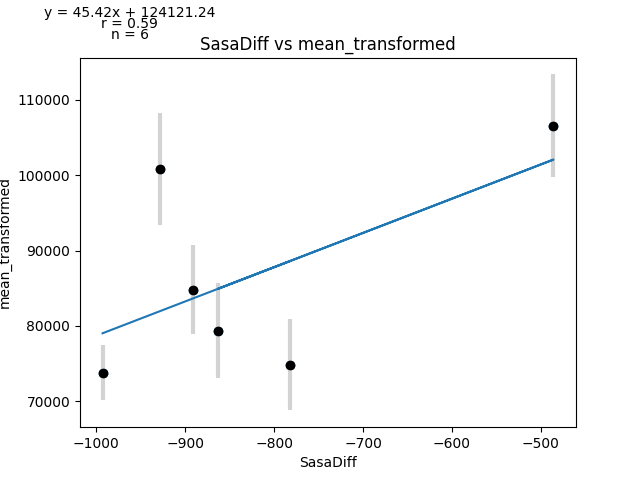 y = 45.42x + 124121.24
r = 0.59
n = 6
SasaDiff vs mean_transformed
110000
100000
90000
80000
70000
mean_transformed
−1000
−900
−800
−700
−600
−500
SasaDiff